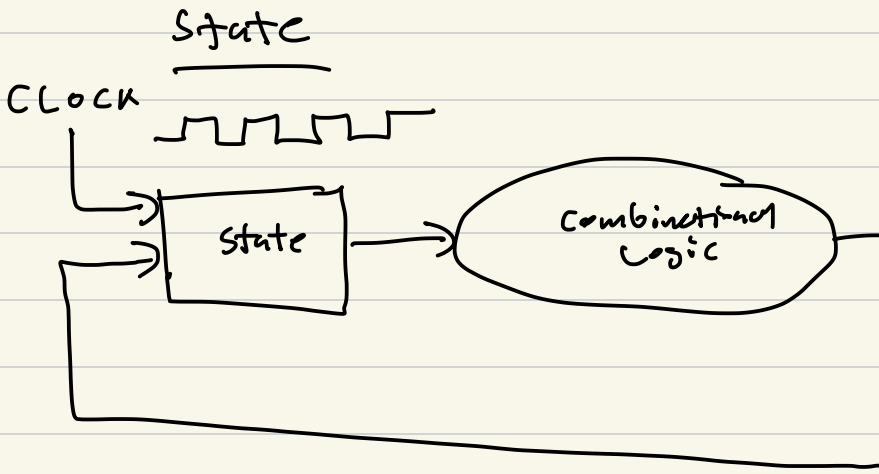 State
CLOCK
State
Combinational
Logic